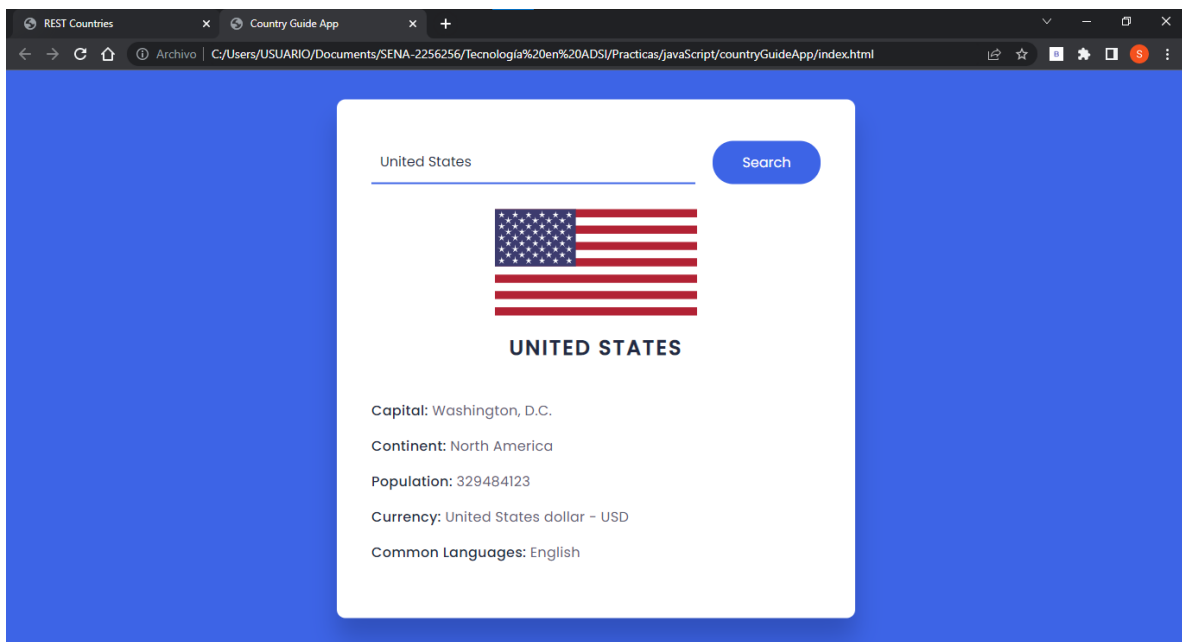 REST Countries
Country Guide App
Archivo
C:/Users/USUARIO/Documents/SENA-2256256/Tecnología%20en%20ADSI/Practicas/javaScript/countryGuideApp/index.html
B
S
United States
Search
UNITED STATES
Capital: Washington, D.C.
Continent: North America
Population: 329484123
Currency: United States dollar - USD
Common Languages: English